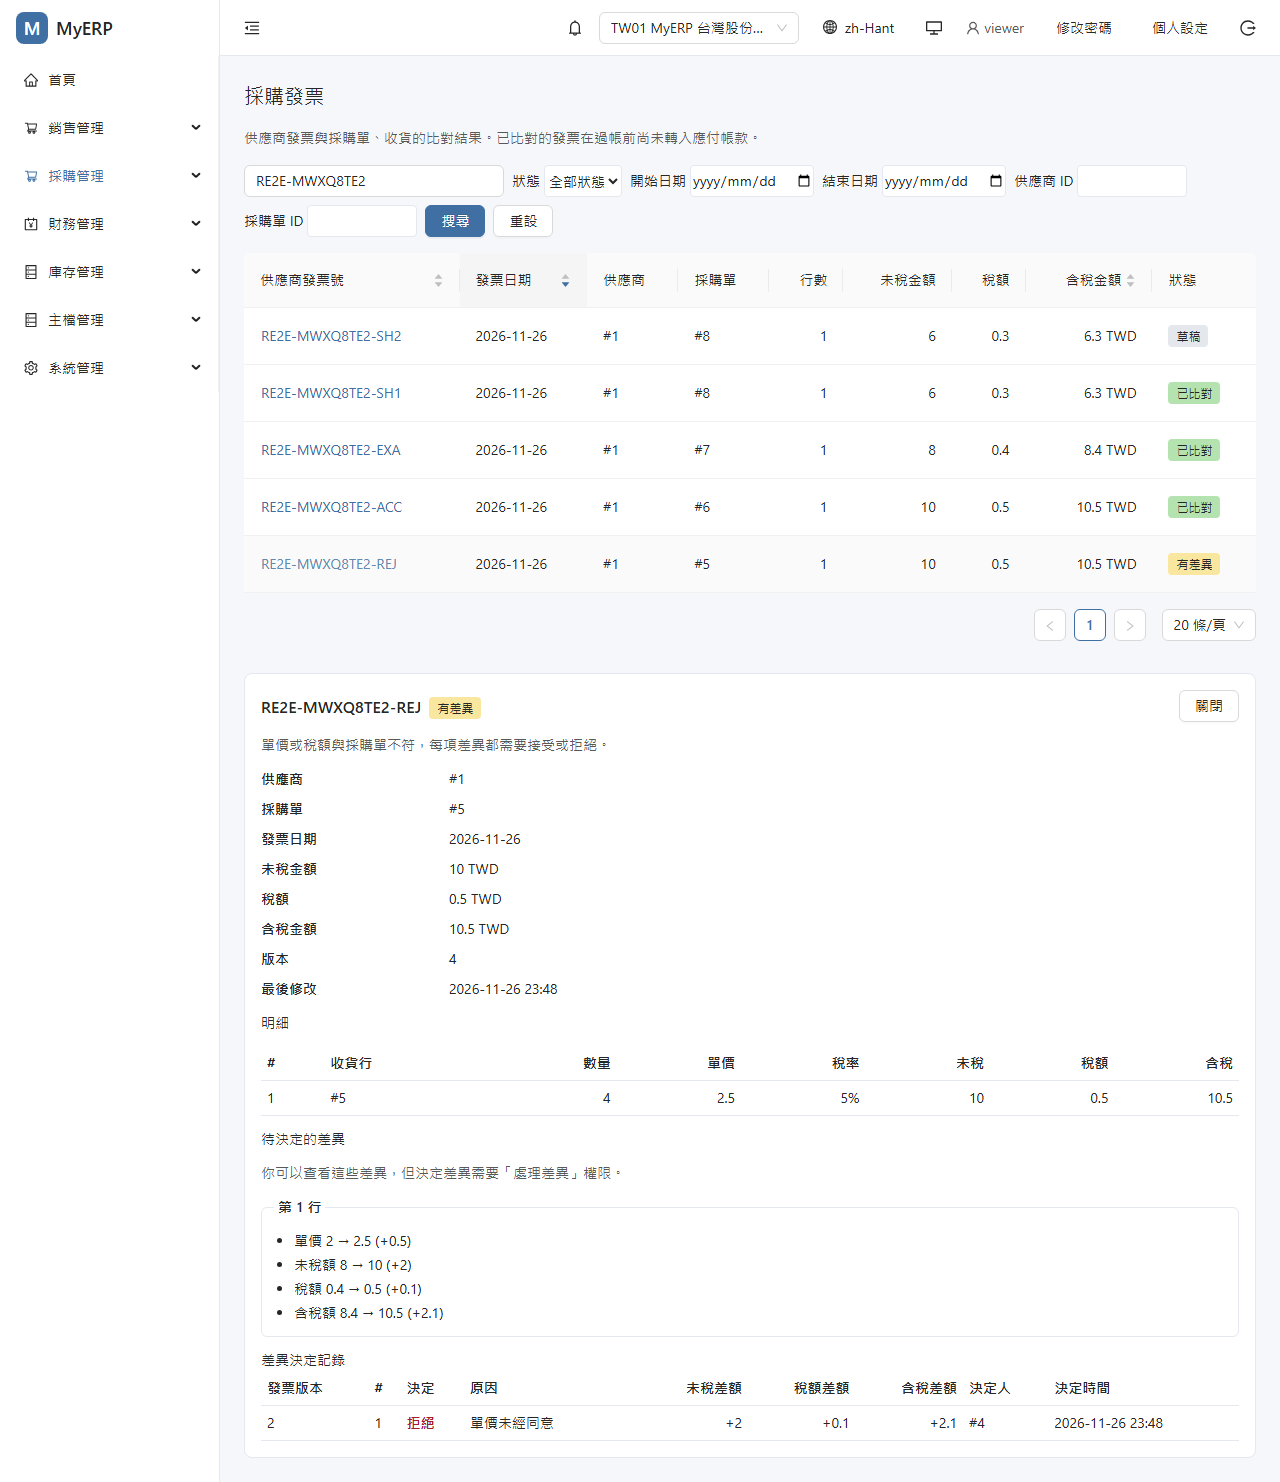 M MyERP
TW01 MyERP 台灣股份...
zh-Hant
viewer
修改密碼
個人設定
首頁
銷售管理
採購管理
財務管理
庫存管理
主檔管理
系統管理
採購發票
供應商發票與採購單、收貨的比對結果。已比對的發票在過帳前尚未轉入應付帳款。
RE2E-MWXQ8TE2 狀態 全部狀態 開始日期 yyyy/mm/dd 結束日期 yyyy/mm/dd 供應商 ID
採購單 ID 搜尋 重設
供應商發票號 發票日期 供應商 採購單 行數 未稅金額 稅額 含稅金額 狀態
RE2E-MWXQ8TE2-SH2 2026-11-26 #1 #8 1 6 0.3 6.3 TWD 草稿
RE2E-MWXQ8TE2-SH1 2026-11-26 #1 #8 1 6 0.3 6.3 TWD 已比對
RE2E-MWXQ8TE2-EXA 2026-11-26 #1 #7 1 8 0.4 8.4 TWD 已比對
RE2E-MWXQ8TE2-ACC 2026-11-26 #1 #6 1 10 0.5 10.5 TWD 已比對
RE2E-MWXQ8TE2-REJ 2026-11-26 #1 #5 1 10 0.5 10.5 TWD 有差異
< 1 > 20 條/頁
RE2E-MWXQ8TE2-REJ 有差異 關閉
單價或稅額與採購單不符，每項差異都需要接受或拒絕。
供應商 #1
採購單 #5
發票日期 2026-11-26
未稅金額 10 TWD
稅額 0.5 TWD
含稅金額 10.5 TWD
版本 4
最後修改 2026-11-26 23:48
明細
# 收貨行 數量 單價 稅率 未稅 稅額 含稅
1 #5 4 2.5 5% 10 0.5 10.5
待決定的差異
你可以查看這些差異，但決定差異需要「處理差異」權限。
第 1 行
• 單價 2 → 2.5 (+0.5)
• 未稅額 8 → 10 (+2)
• 稅額 0.4 → 0.5 (+0.1)
• 含稅額 8.4 → 10.5 (+2.1)
差異決定記錄
發票版本 # 決定 原因 未稅差額 稅額差額 含稅差額 決定人 決定時間
2 1 拒絕 單價未經同意 +2 +0.1 +2.1 #4 2026-11-26 23:48